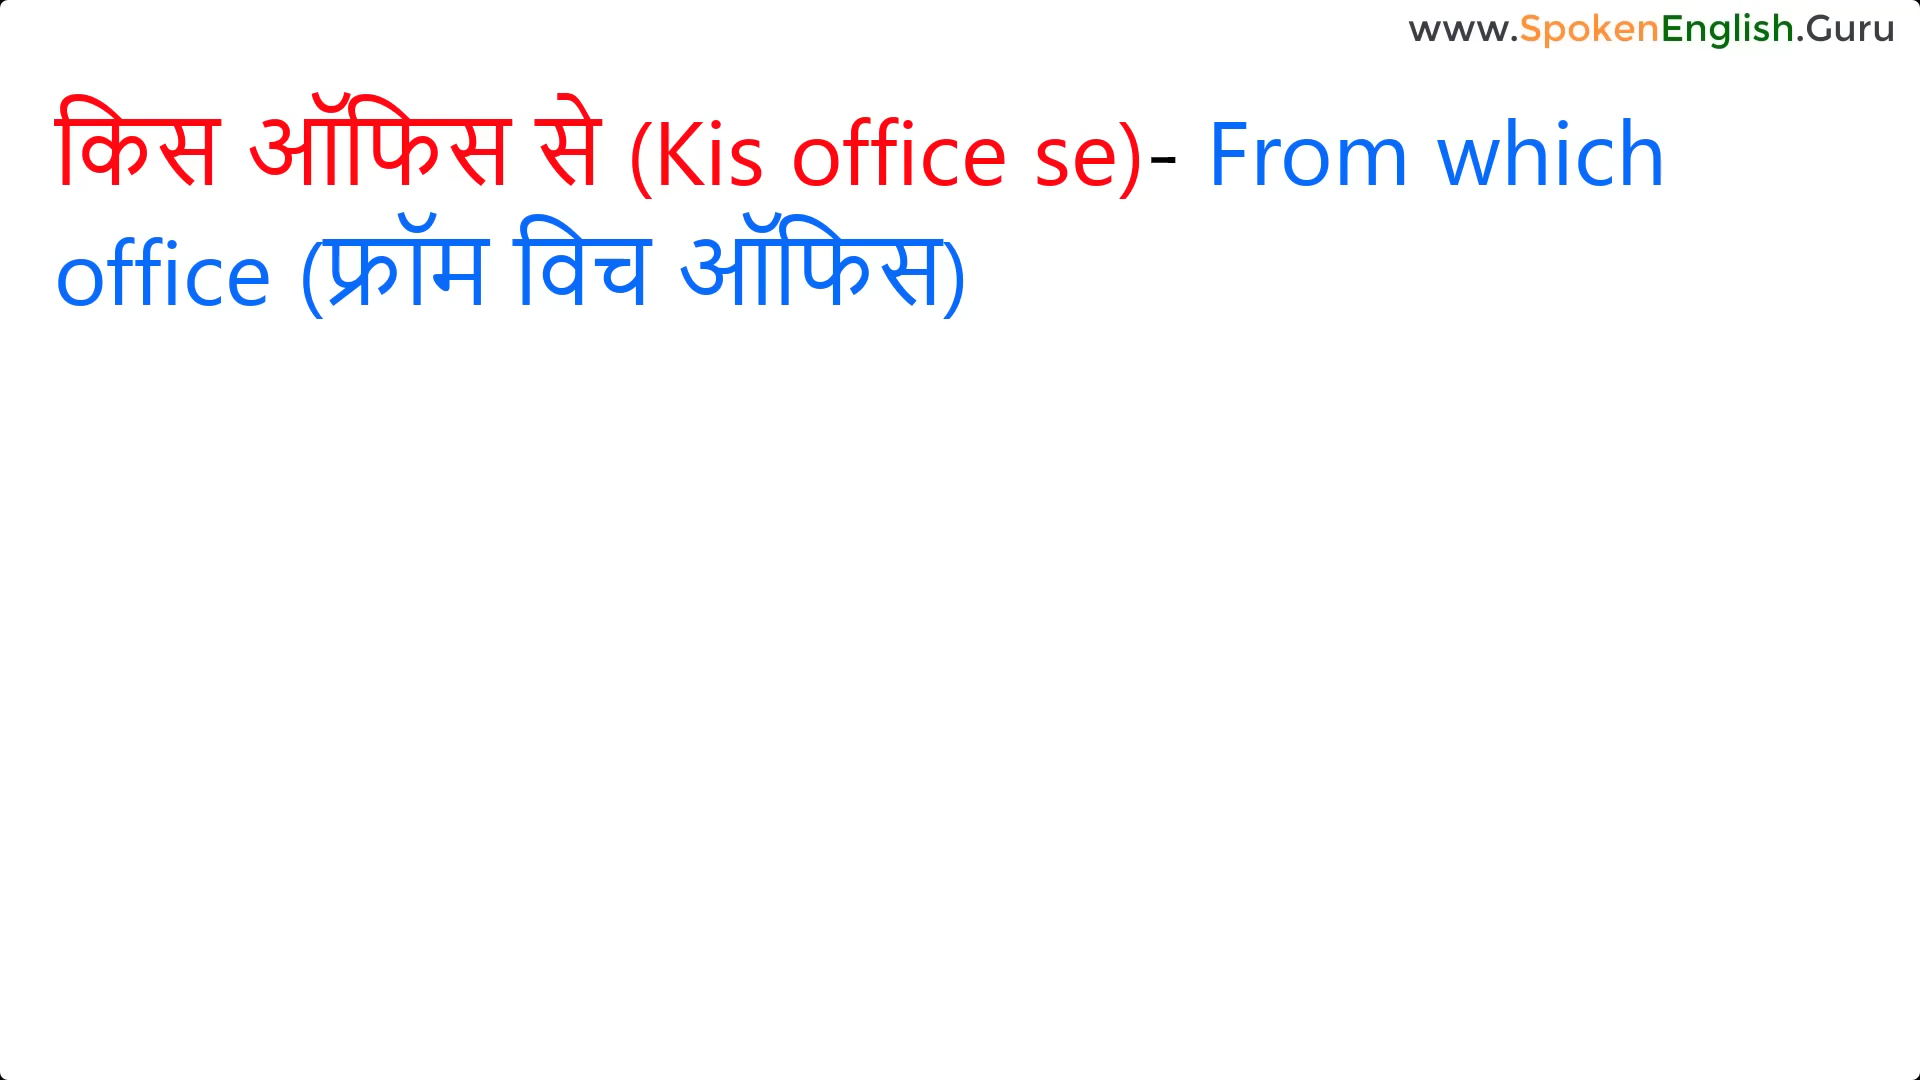 www.SpokenEnglish.Guru
किस ऑफिस से (Kis office se)- From which
office (फ्रॉम विच ऑफिस)